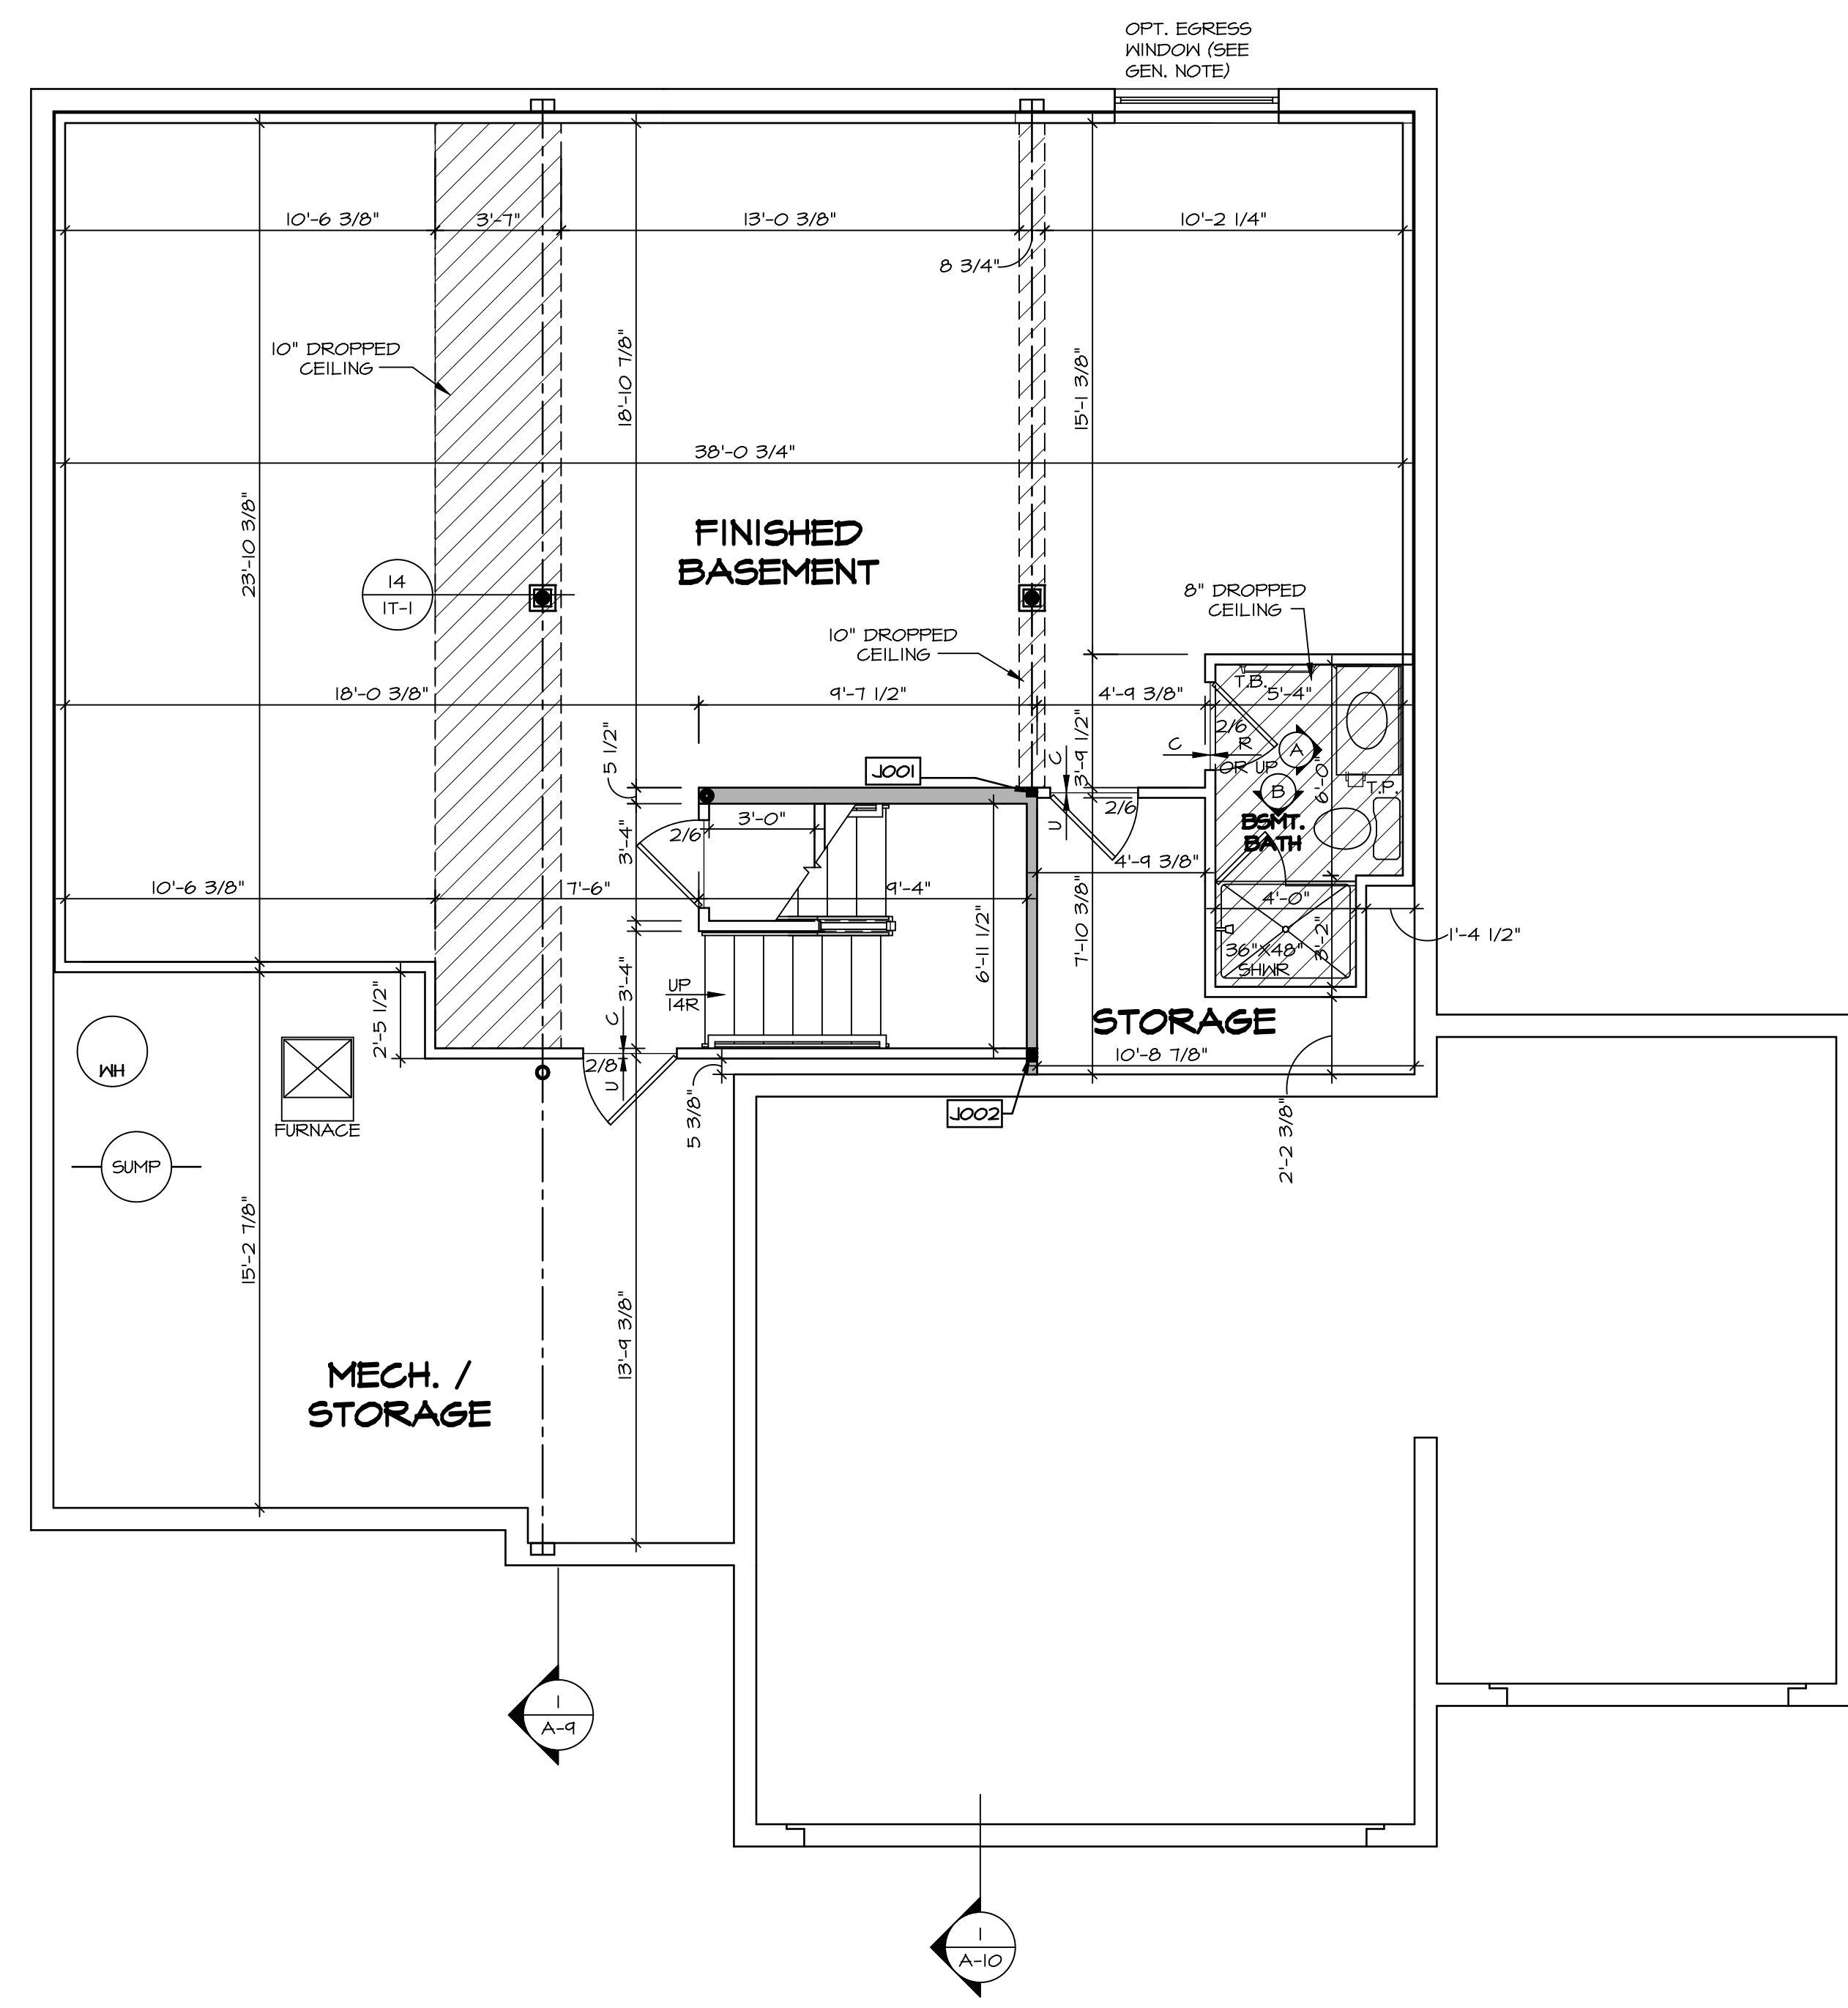 OPT. EGRESS
WINDOW (SEE
GEN. NOTE)
10'-6 3/8"
3'-7"
13'-0 3/8"
10'-2 1/4"
8 3/4"
10" DROPPED
CEILING
18'-10 7/8"
15'-1 3/8"
38'-0 3/4"
23'-10 3/8"
FINISHED
BASEMENT
14
1T-1
8" DROPPED
CEILING
10" DROPPED
CEILING
18'-0 3/8"
9'-7 1/2"
4'-9 3/8"
T.B.
5'-4"
2/6
5 1/2"
3'-9 1/2"
C
C
R
A
OR UP
6'-0"
J001
B
T.P.
U
2/6
BSMT.
BATH
3'-0"
2/6
3'-4"
4'-9 3/8"
10'-6 3/8"
7'-6"
9'-4"
4'-0"
1'-4 1/2"
6'-11 1/2"
7'-10 3/8"
3'-2"
36"X48"
SHWR
UP
14R
3'-4"
C
2'-5 1/2"
STORAGE
10'-8 7/8"
WH
2/8
U
FURNACE
5 3/8"
J002
2'-2 3/8"
SUMP
15'-2 7/8"
13'-9 3/8"
MECH. /
STORAGE
1
A-9
1
A-10